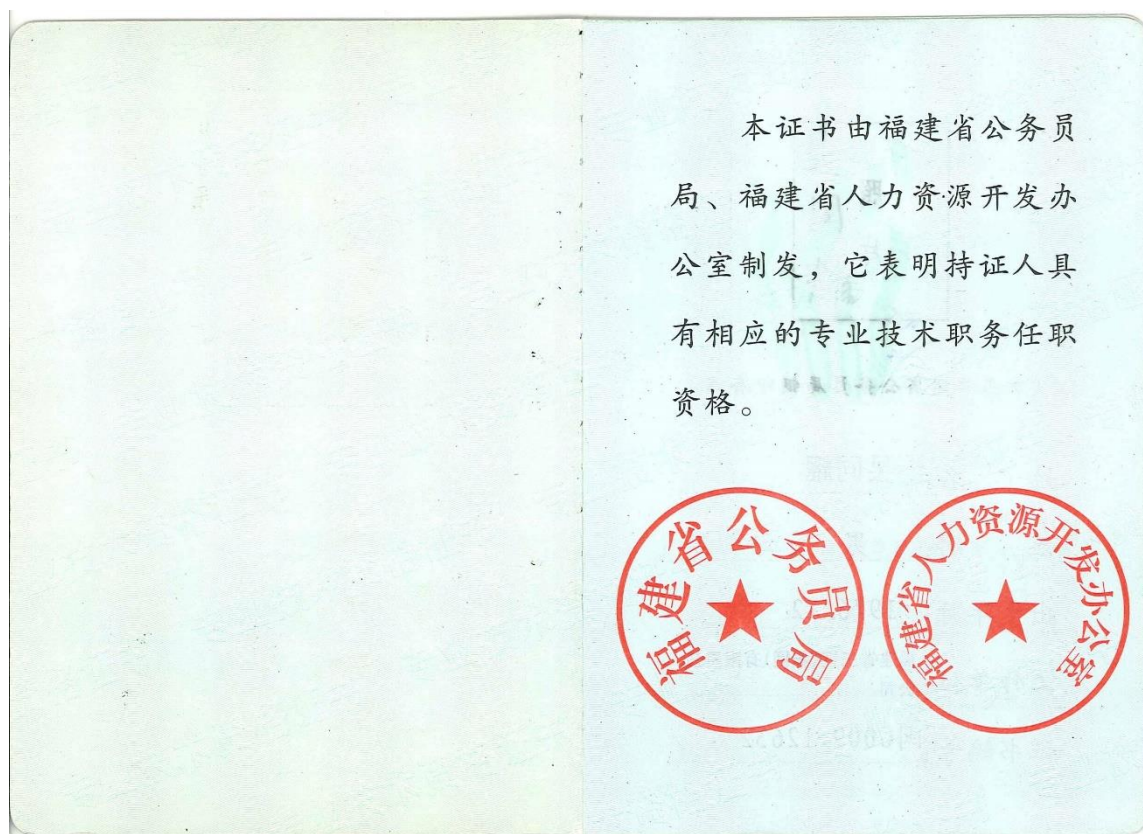 本证书由福建省公务员
局、福建省人力资源开发办
公室制发，它表明持证人具
有相应的专业技术职务任职
资格。
福建省公务员局
福建省人力资源开发办公室